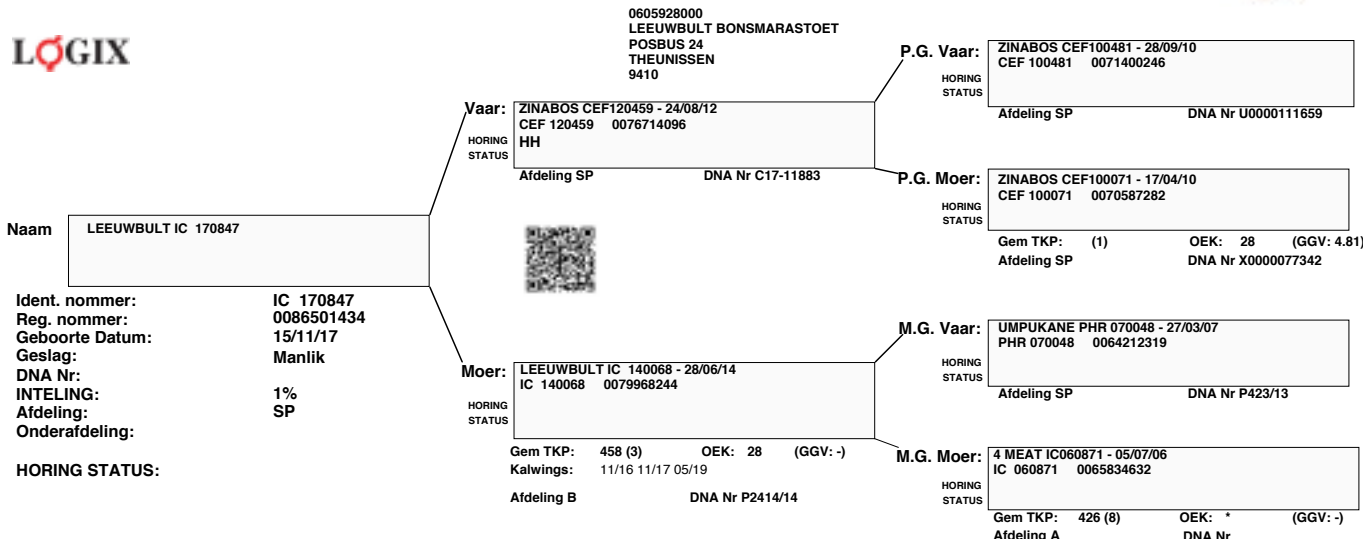 LOGIX
0605928000
LEEUWBULT BONSMARASTOET
POSBUS 24
THEUNISSEN
9410
Naam
LEEUWBULT IC 170847
Ident. nommer: IC 170847
Reg. nommer: 0086501434
Geboorte Datum: 15/11/17
Geslag: Manlik
DNA Nr:
INTELING: 1%
Afdeling: SP
Onderafdeling:
HORING STATUS:
Vaar: ZINABOS CEF120459 - 24/08/12
CEF 120459 0076714096
HORING STATUS HH
Afdeling SP DNA Nr C17-11883
Moer: LEEUWBULT IC 140068 - 28/06/14
IC 140068 0079968244
HORING STATUS
Gem TKP: 458 (3) OEK: 28 (GGV: -)
Kalwings: 11/16 11/17 05/19
Afdeling B DNA Nr P2414/14
P.G. Vaar: ZINABOS CEF100481 - 28/09/10
CEF 100481 0071400246
HORING STATUS
Afdeling SP DNA Nr U0000111659
P.G. Moer: ZINABOS CEF100071 - 17/04/10
CEF 100071 0070587282
HORING STATUS
Gem TKP: (1) OEK: 28 (GGV: 4.81)
Afdeling SP DNA Nr X0000077342
M.G. Vaar: UMPUKANE PHR 070048 - 27/03/07
PHR 070048 0064212319
HORING STATUS
Afdeling SP DNA Nr P423/13
M.G. Moer: 4 MEAT IC060871 - 05/07/06
IC 060871 0065834632
HORING STATUS
Gem TKP: 426 (8) OEK: * (GGV: -)
Afdeling A DNA Nr